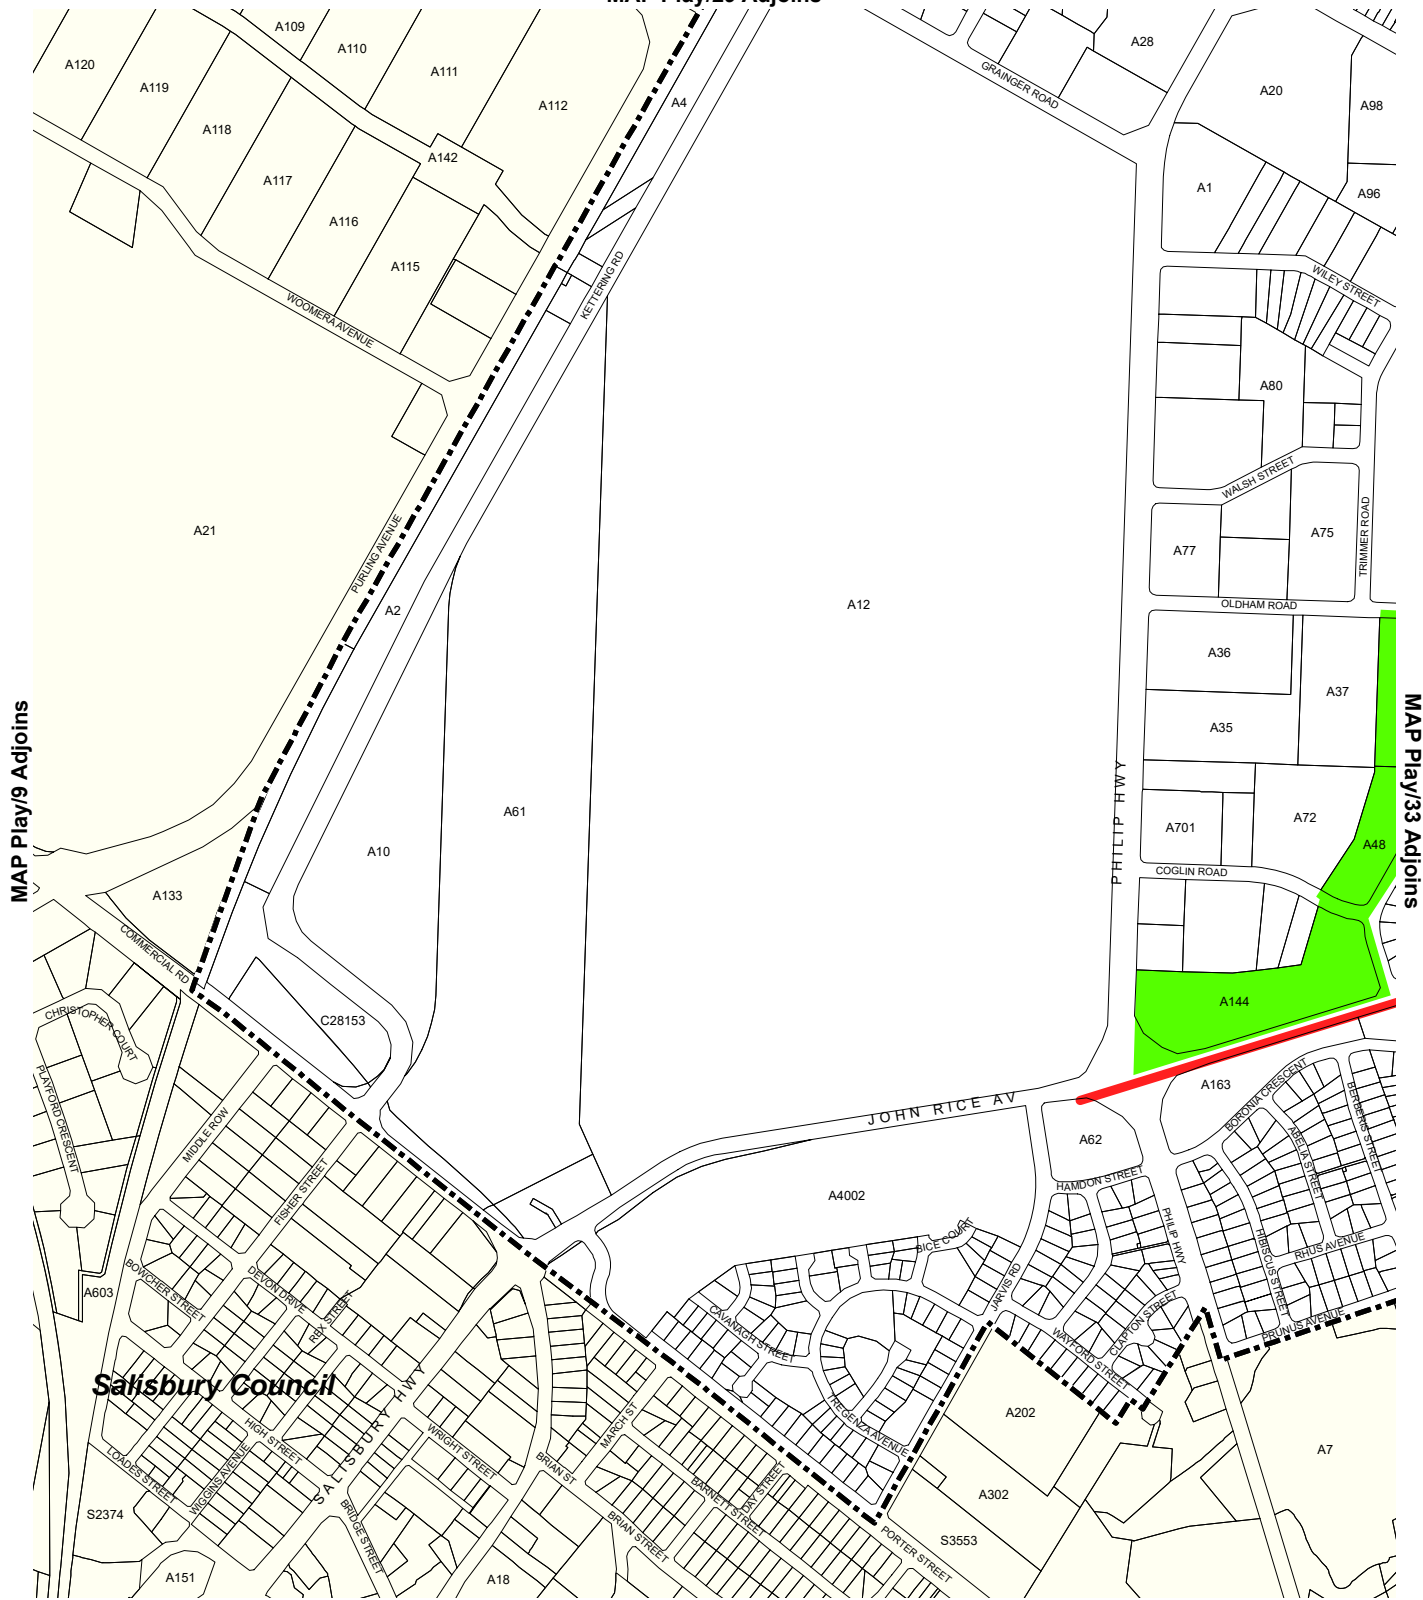 A109
A110
A111
A112
A120
A119
A118
A117
A116
A115
A142
A4
A28
GRAINGER ROAD
A20
A98
A1
A96
WILEY STREET
KETTERING RD
WOOMERA AVENUE
A80
WALSH STREET
A77
A75
TRIMMER ROAD
A21
PURLING AVENUE
A2
A12
OLDHAM ROAD
A36
A37
A35
PHILIP HWY
MAP Play/9 Adjoins
MAP Play/33 Adjoins
A61
A10
A701
A72
A48
COGLIN ROAD
A133
COMMERCIAL RD
A144
C28153
CHRISTOPHER COURT
PLAYFORD CRESCENT
MIDDLE ROW
FISHER STREET
JOHN RICE AV
A62
A163
BORONIA CRESCENT
BERBERIS STREET
ABELIA STREET
HAMDON STREET
A4002
BICE COURT
PHILIP HWY
HIBISCUS STREET
RHUS AVENUE
JARVIS RD
PRUNUS AVENUE
A603
BOWCHER STREET
DEVON DRIVE
REX STREET
CAVANAGH STREET
WAYFORD STREET
CLAPTON STREET
Salisbury Council
SALISBURY HWY
TREGENZA AVENUE
A202
A7
HIGH STREET
LOADES STREET
WIGGINS AVENUE
WRIGHT STREET
MARCH ST
BRIAN ST
BARNETT STREET
DAY STREET
BRIDGE STREET
BRIAN STREET
A302
S3553
PORTER STREET
S2374
A151
A18